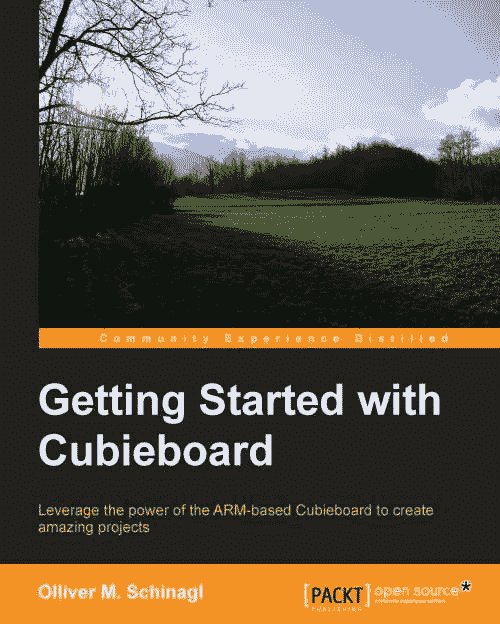 Community Experience Distilled
Getting Started with
Cubieboard
Leverage the power of the ARM-based Cubieboard to create
amazing projects
Olliver M. Schinagl
[PACKT] open source*
PUBLISHING